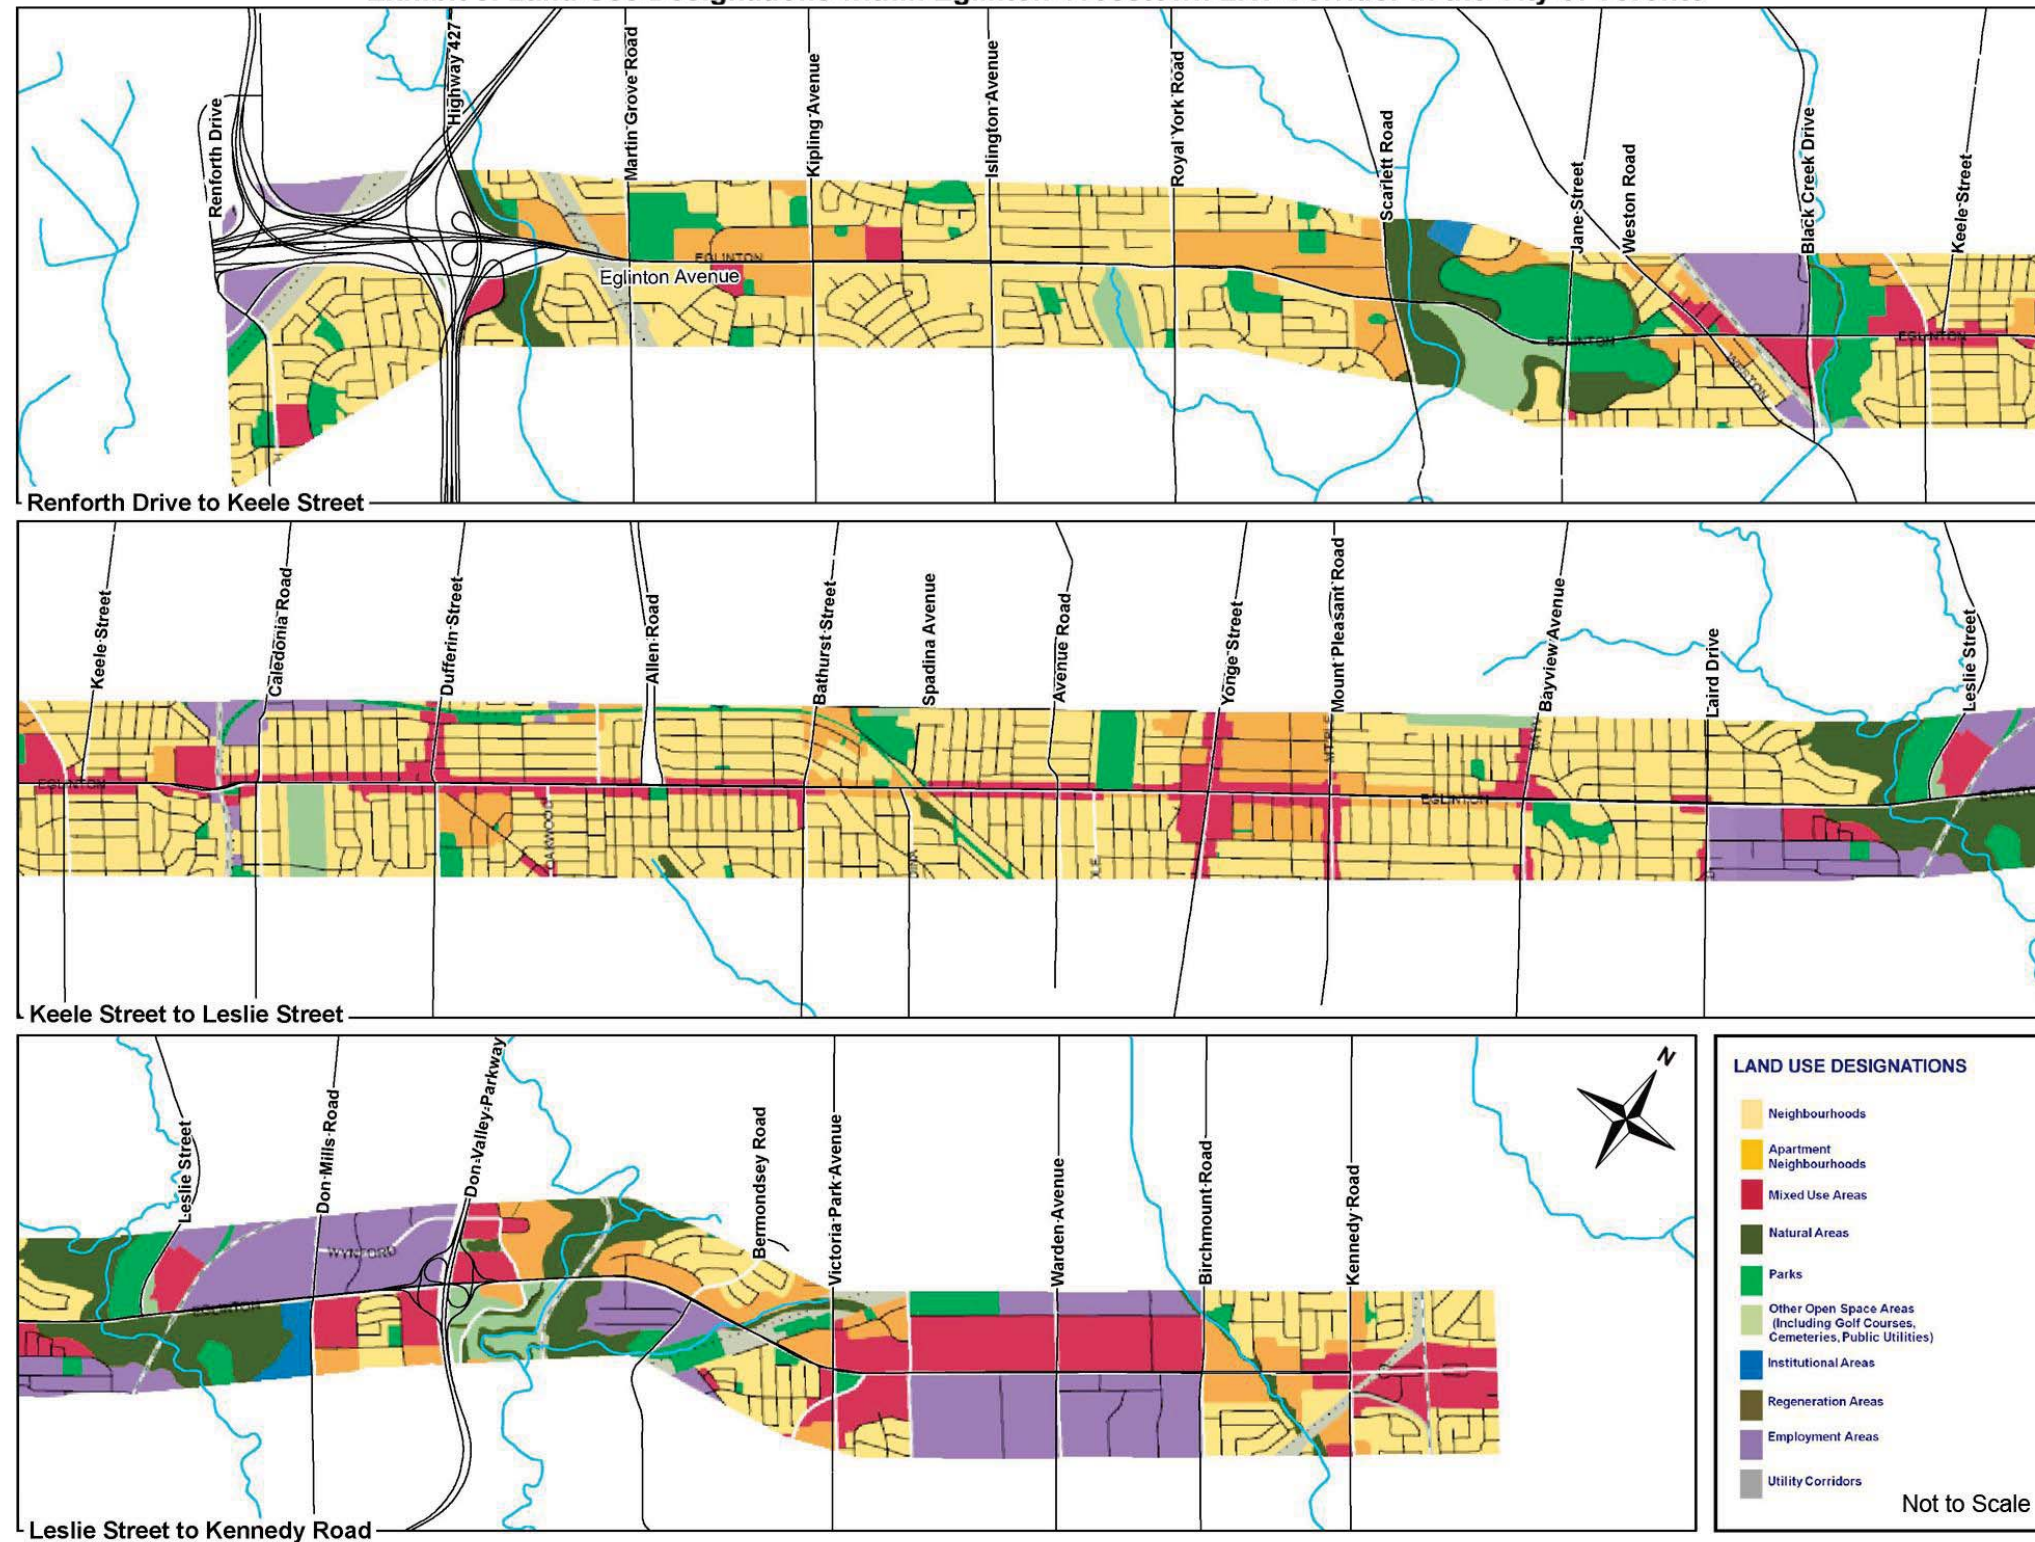 Renforth Drive
Highway 427
Martin Grove Road
Kipling Avenue
Islington Avenue
Royal York Road
Scarlett Road
Jane Street
Weston Road
Black Creek Drive
Keele Street
EGLINTON
Eglinton Avenue
EGLINTON
EGLINTON
WESTON
Renforth Drive to Keele Street
Keele Street
Caledonia Road
Dufferin Street
Allen Road
Bathurst Street
Spadina Avenue
Avenue Road
Yonge Street
Mount Pleasant Road
Bayview Avenue
Laird Drive
Leslie Street
EGLINTON
EGLINTON
OAKWOOD
Keele Street to Leslie Street
Leslie Street
Don Mills Road
Don Valley Parkway
Bermondsey Road
Victoria Park Avenue
Warden Avenue
Birchmount Road
Kennedy Road
WYNFORD
EGLINTON
N
Leslie Street to Kennedy Road
LAND USE DESIGNATIONS
Neighbourhoods
Apartment
Neighbourhoods
Mixed Use Areas
Natural Areas
Parks
Other Open Space Areas
(Including Golf Courses,
Cemeteries, Public Utilities)
Institutional Areas
Regeneration Areas
Employment Areas
Utility Corridors
Not to Scale